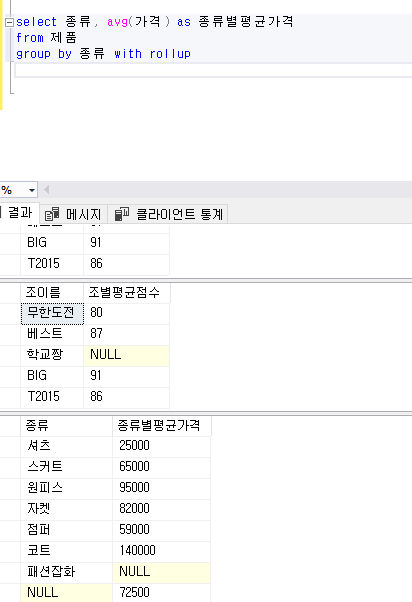 select 종류, avg(가격) as 종류별평균가격
from 제품
group by 종류 with rollup
%
결과 메시지 클라이언트 통계
BIG 91
T2015 86
조이름 조별평균점수
무한도전 80
베스트 87
학교짱 NULL
BIG 91
T2015 86
종류 종류별평균가격
셔츠 25000
스커트 65000
원피스 95000
자켓 82000
점퍼 59000
코트 140000
패션잡화 NULL
NULL 72500